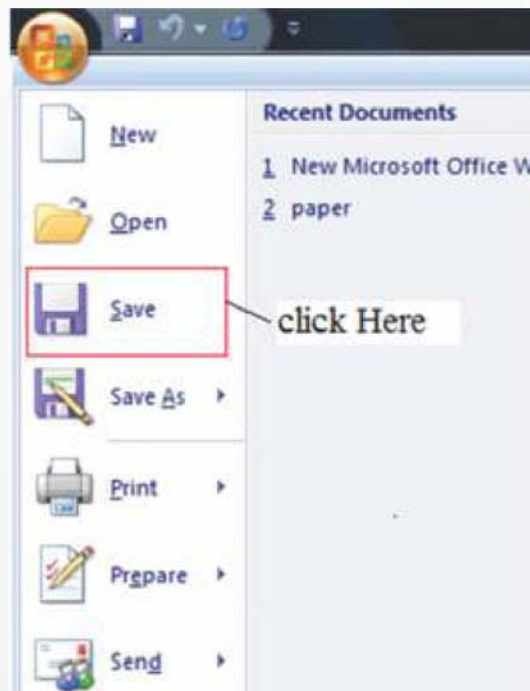 Recent Documents
New
1 New Microsoft Office W
2 paper
Open
Save
click Here
Save As
Print
Prepare
Send